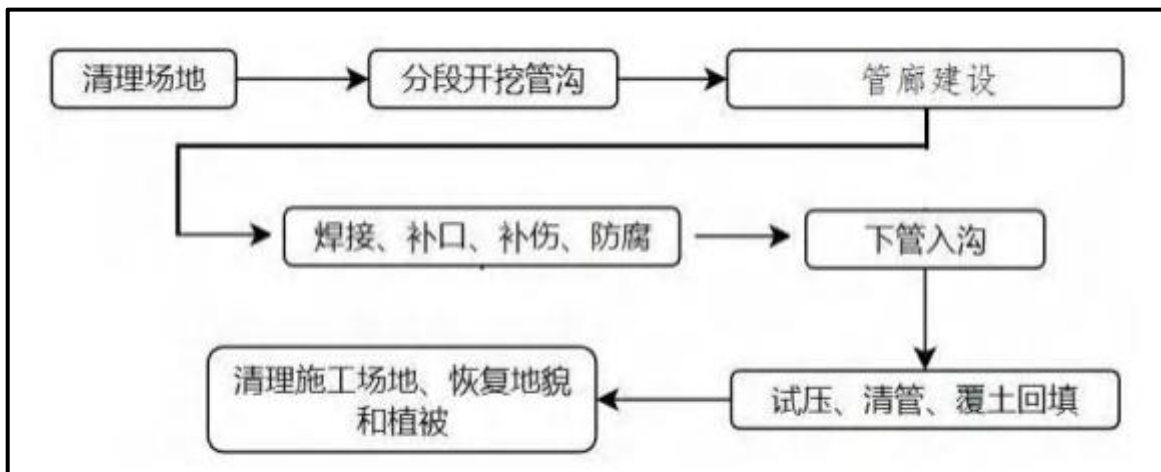 清理场地
分段开挖管沟
管廊建设
焊接、补口、补伤、防腐
下管入沟
试压、清管、覆土回填
清理施工场地、恢复地貌
和植被